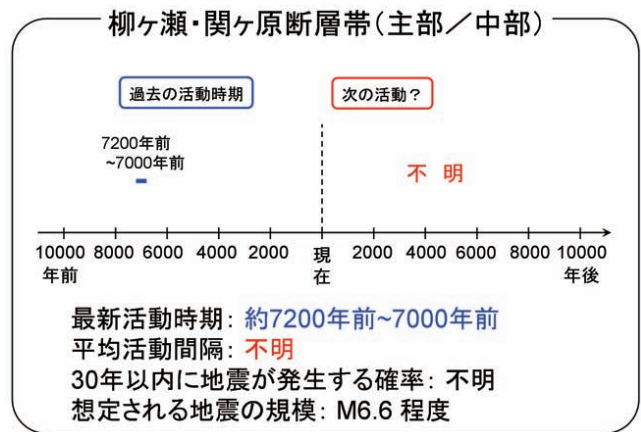 柳ヶ瀬・関ヶ原断層帯(主部／中部)
過去の活動時期
次の活動？
7200年前
~7000年前
不 明
10000 8000 6000 4000 2000 現在 2000 4000 6000 8000 10000
年前 年後
最新活動時期: 約7200年前~7000年前
平均活動間隔: 不明
30年以内に地震が発生する確率: 不明
想定される地震の規模: M6.6 程度